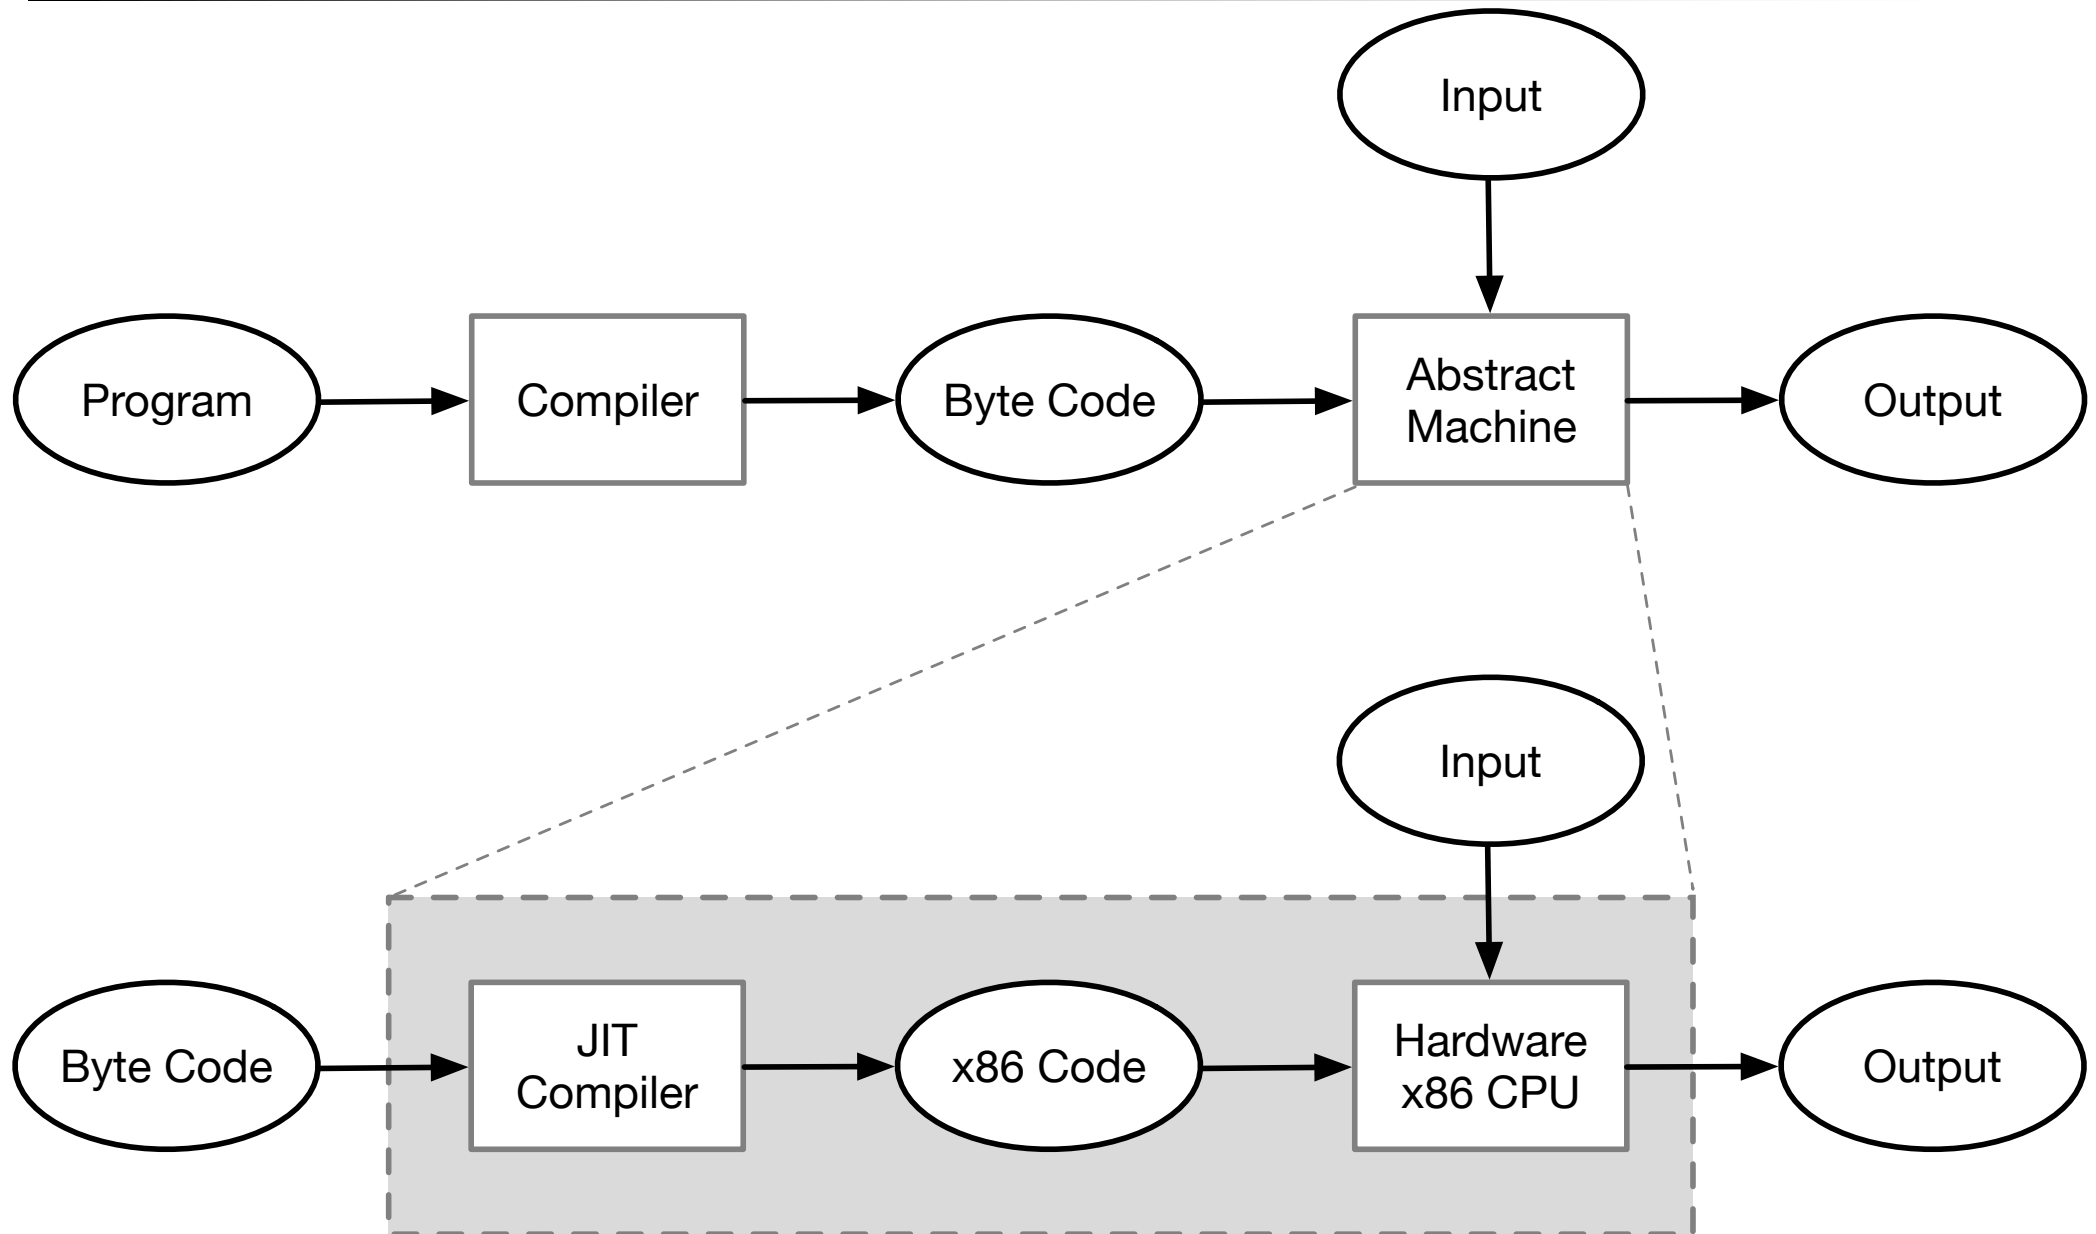 Input
Program
Compiler
Byte Code
Abstract
Machine
Output
Input
Byte Code
JIT
Compiler
x86 Code
Hardware
x86 CPU
Output